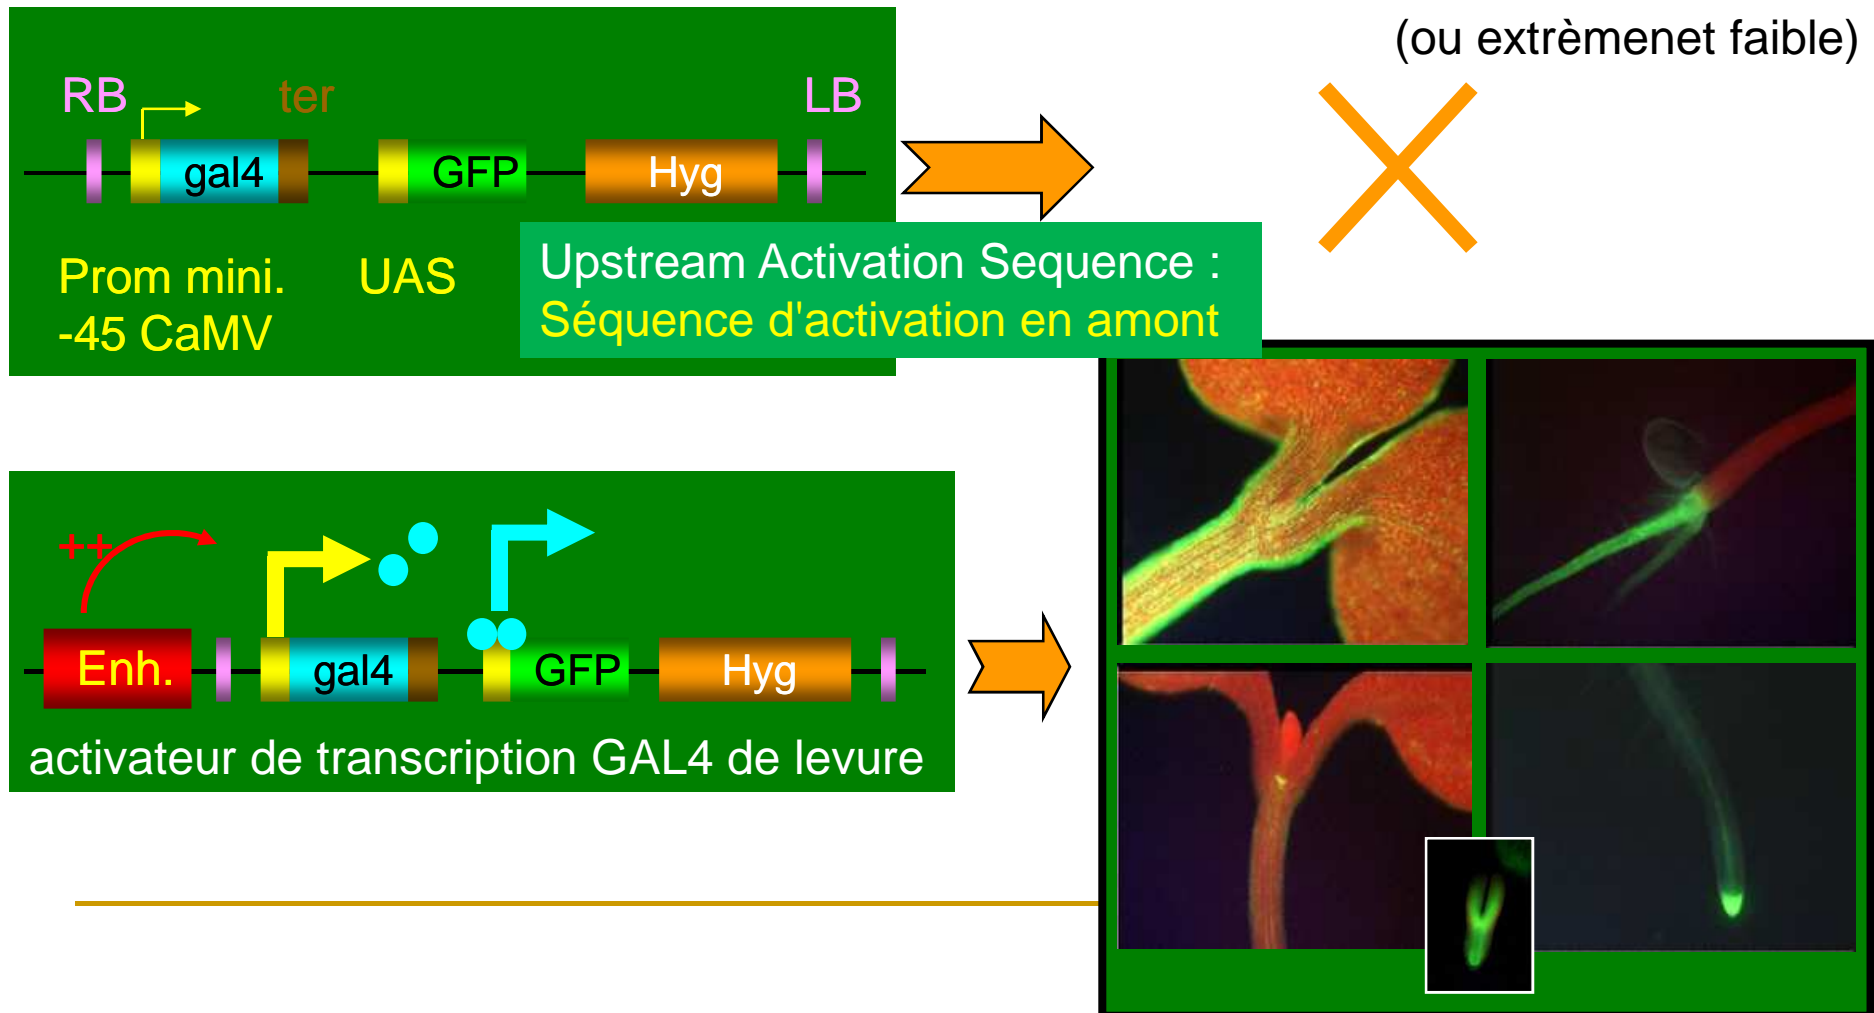 (ou extrèmenet faible)
RB ter LB
gal4 GFP Hyg
Prom mini. UAS
-45 CaMV
Upstream Activation Sequence :
Séquence d'activation en amont
++
Enh. gal4 GFP Hyg
activateur de transcription GAL4 de levure